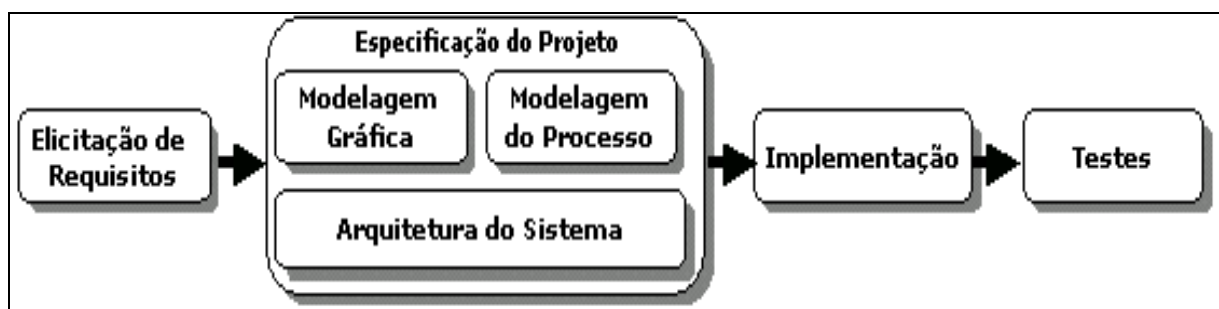 Elicitação de
Requisitos
Especificação do Projeto
Modelagem
Gráfica
Modelagem
do Processo
Arquitetura do Sistema
Implementação
Testes